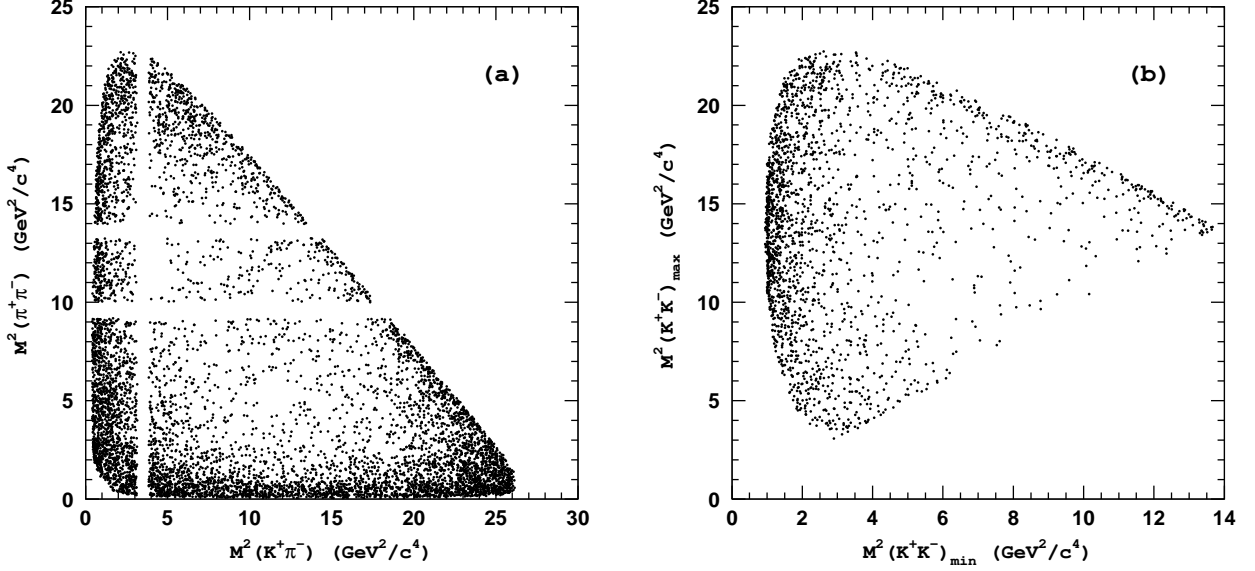 (a)
25
20
15
10
5
0
0 5 10 15 20 25 30
M²(π⁺π⁻) (GeV²/c⁴)
M²(K⁺π⁻) (GeV²/c⁴)
(b)
25
20
15
10
5
0
0 2 4 6 8 10 12 14
M²(K⁺K⁻)max (GeV²/c⁴)
M²(K⁺K⁻)min (GeV²/c⁴)